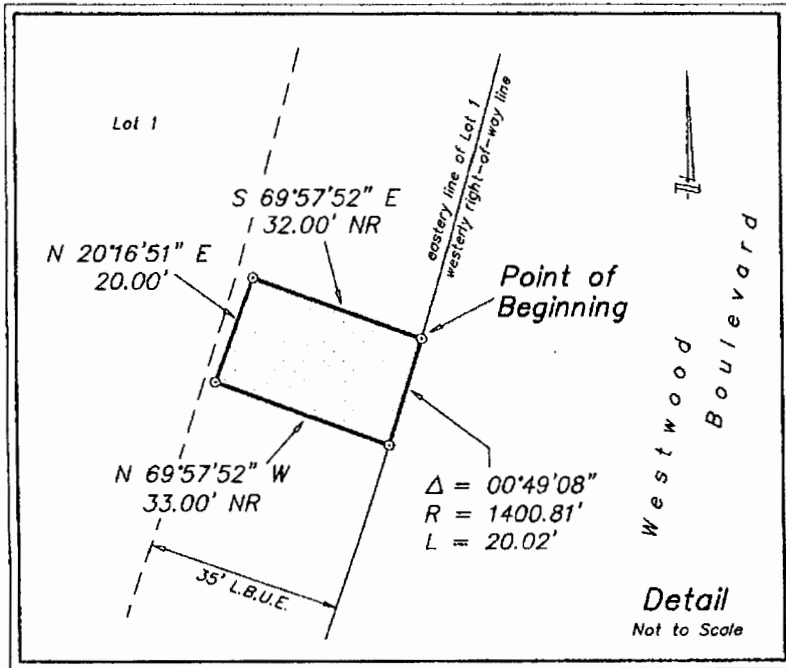 Lot 1
eastery line of Lot 1
westerly right-of-way line
S 69°57'52" E
32.00' NR
N 20°16'51" E
20.00'
Point of
Beginning
N
Westwood
Boulevard
N 69°57'52" W
33.00' NR
Δ = 00°49'08"
R = 1400.81'
L = 20.02'
35' L.B.U.E.
Detail
Not to Scale